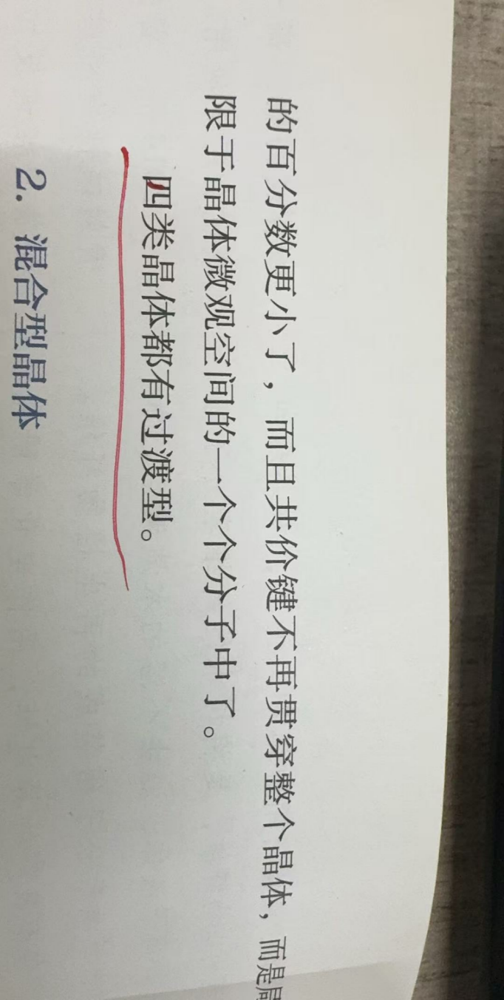 的百分数更小了，而且共价键不再贯穿整个晶体，而是局
限于晶体微观空间的一个个分子中了。
四类晶体都有过渡型。
2. 混合型晶体